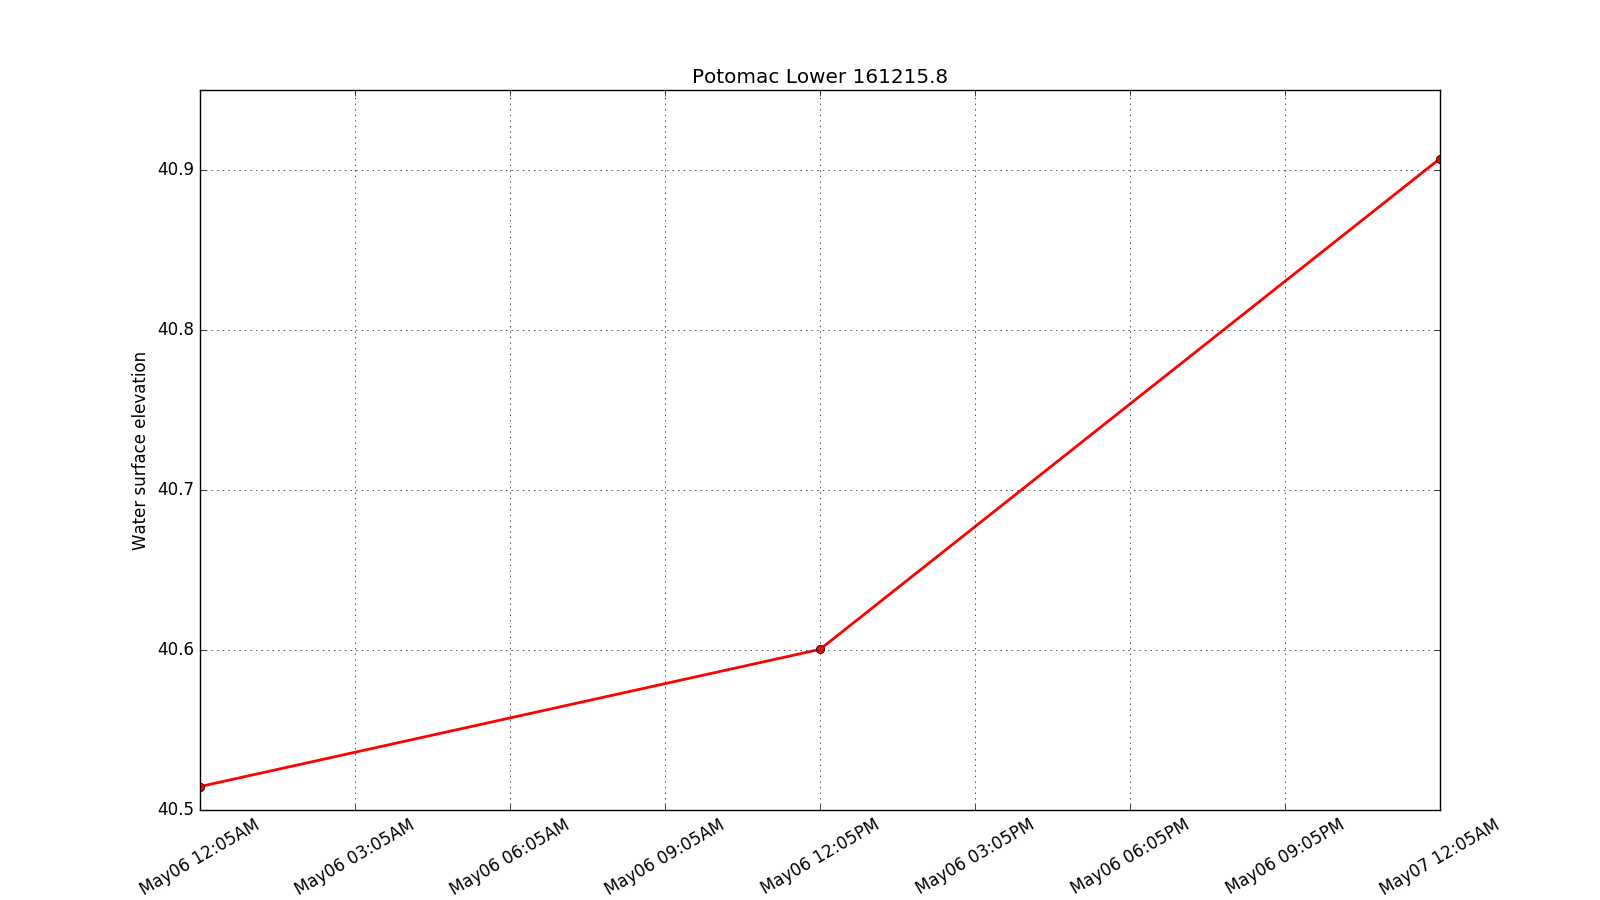 Potomac Lower 161215.8
40.9
40.8
40.7
40.6
40.5
Water surface elevation
May06 12:05AM
May06 03:05AM
May06 06:05AM
May06 09:05AM
May06 12:05PM
May06 03:05PM
May06 06:05PM
May06 09:05PM
May07 12:05AM